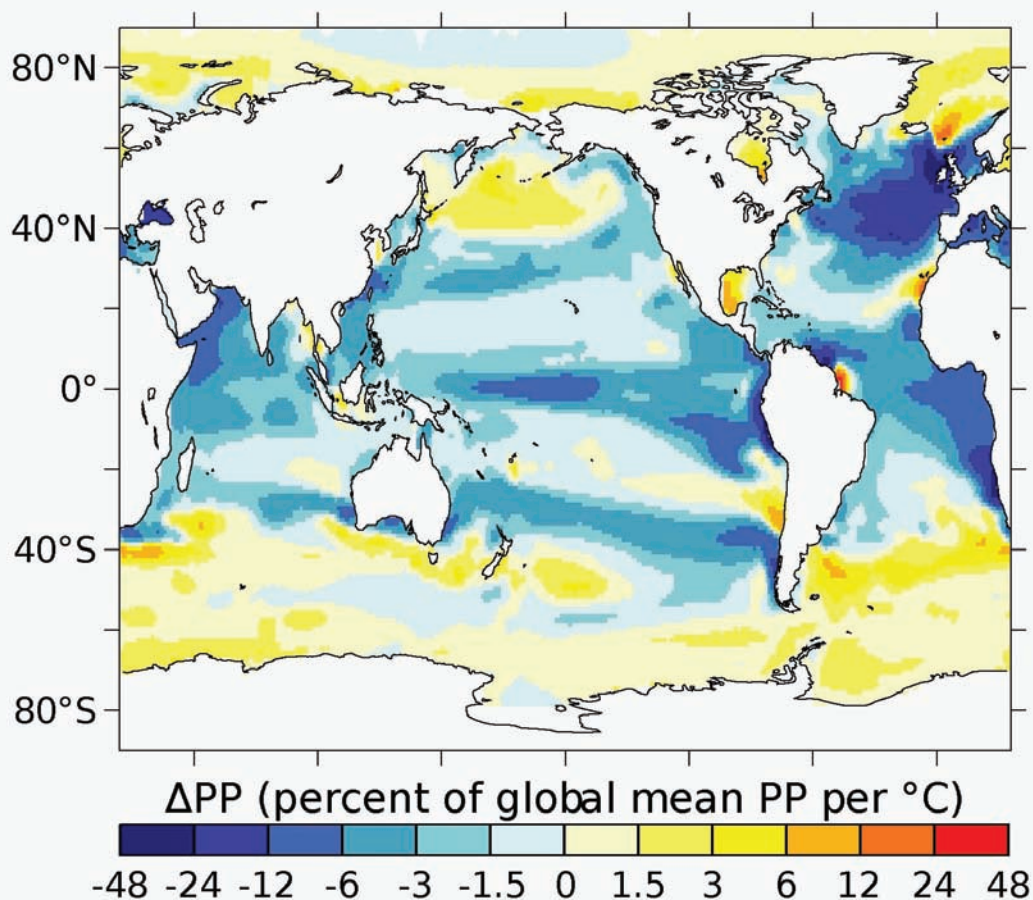 80°N
40°N
0°
40°S
80°S
ΔPP (percent of global mean PP per °C)
-48 -24 -12 -6 -3 -1.5 0 1.5 3 6 12 24 48